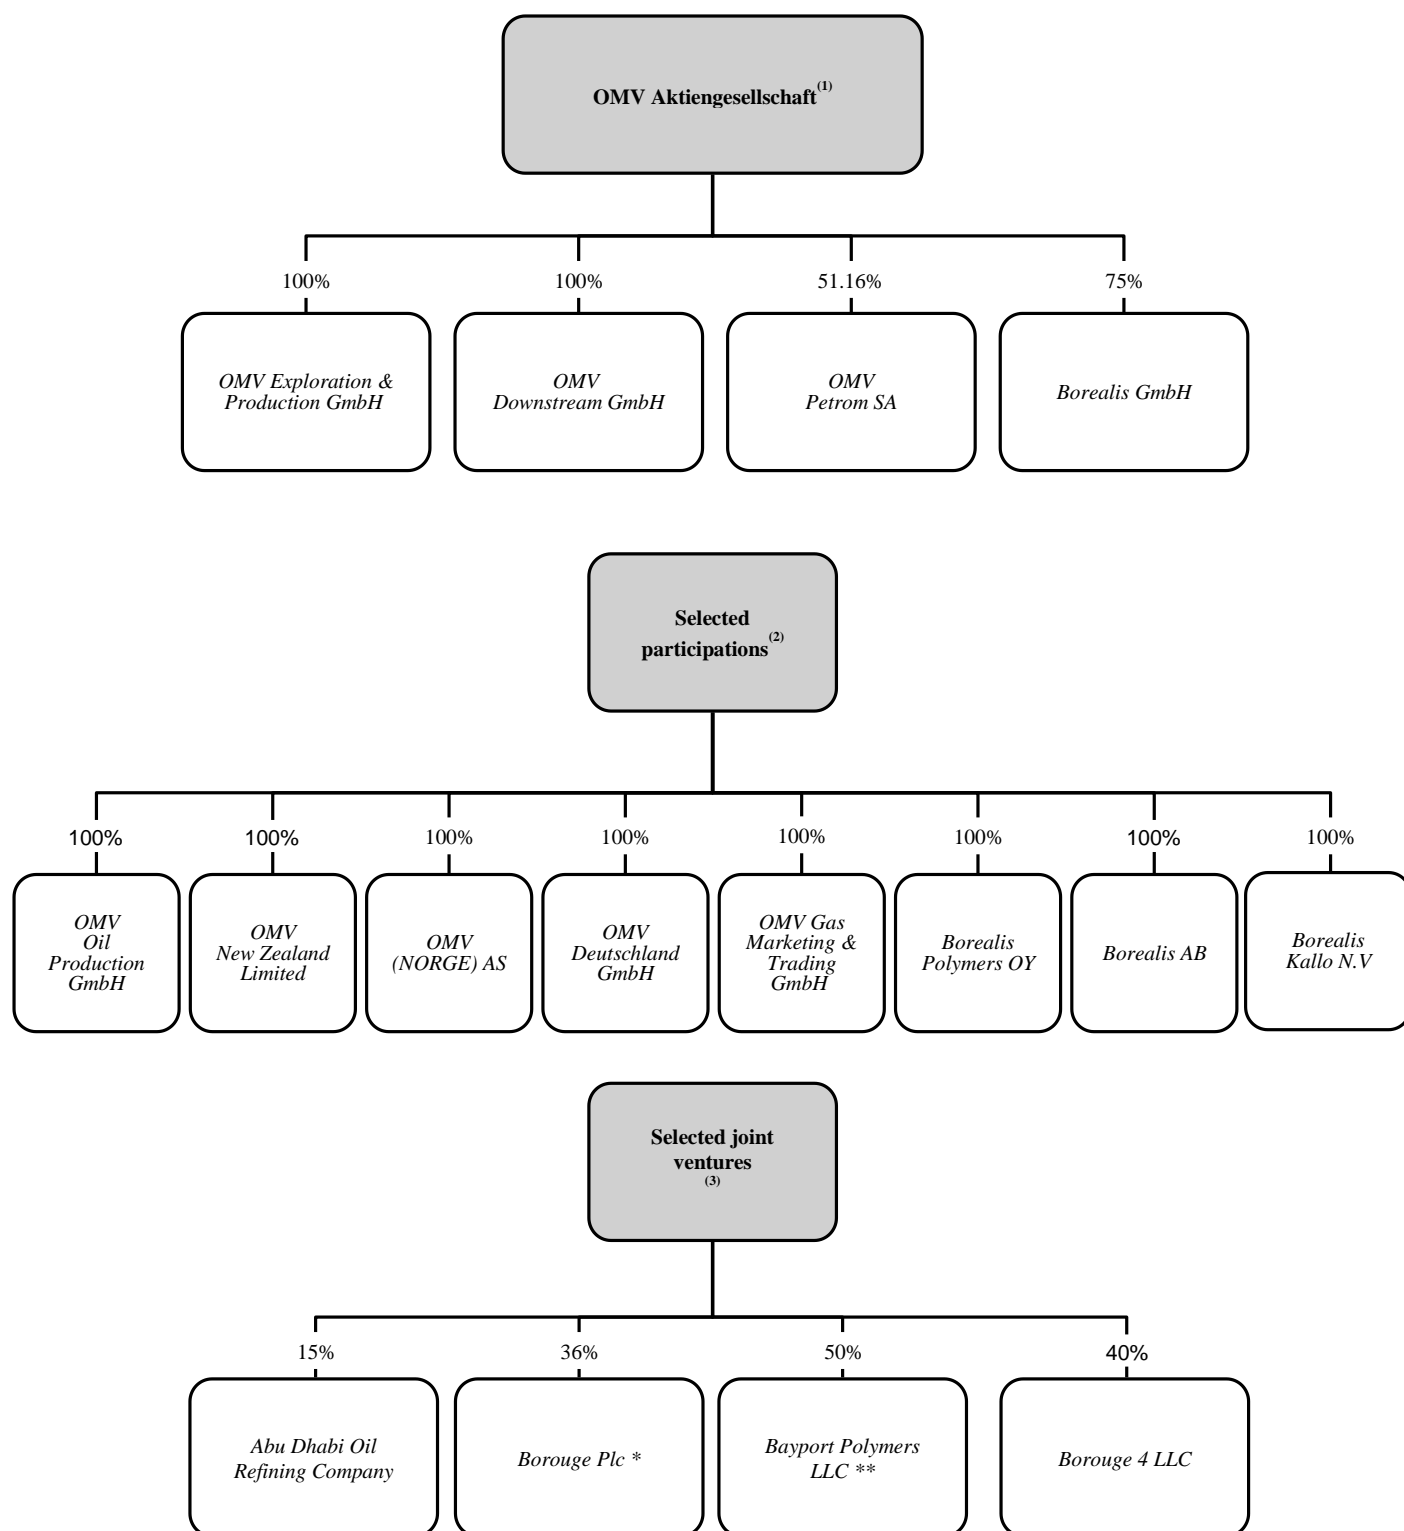 OMV Aktiengesellschaft(1)
100%
100%
51.16%
75%
OMV Exploration &
Production GmbH
OMV
Downstream GmbH
OMV
Petrom SA
Borealis GmbH
Selected
participations(2)
100%
100%
100%
100%
100%
100%
100%
100%
OMV
Oil
Production
GmbH
OMV
New Zealand
Limited
OMV
(NORGE) AS
OMV
Deutschland
GmbH
OMV Gas
Marketing &
Trading
GmbH
Borealis
Polymers OY
Borealis AB
Borealis
Kallo N.V
Selected joint
ventures
(3)
15%
36%
50%
40%
Abu Dhabi Oil
Refining Company
Borouge Plc *
Bayport Polymers
LLC **
Borouge 4 LLC